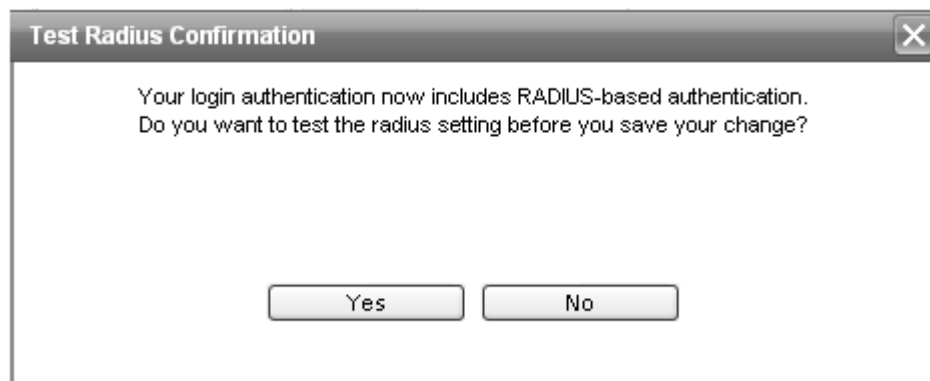 Test Radius Confirmation
Your login authentication now includes RADIUS-based authentication.
Do you want to test the radius setting before you save your change?
Yes
No